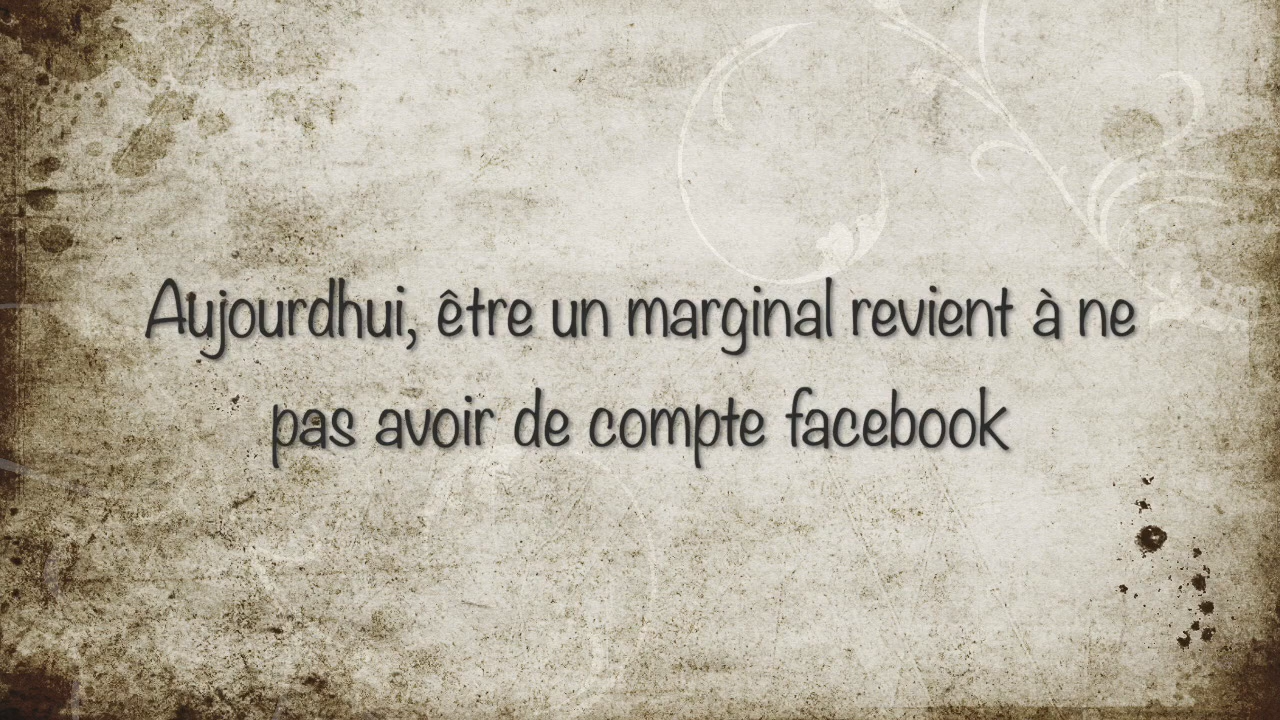 Aujourdhui, être un marginal revient à ne
pas avoir de compte facebook